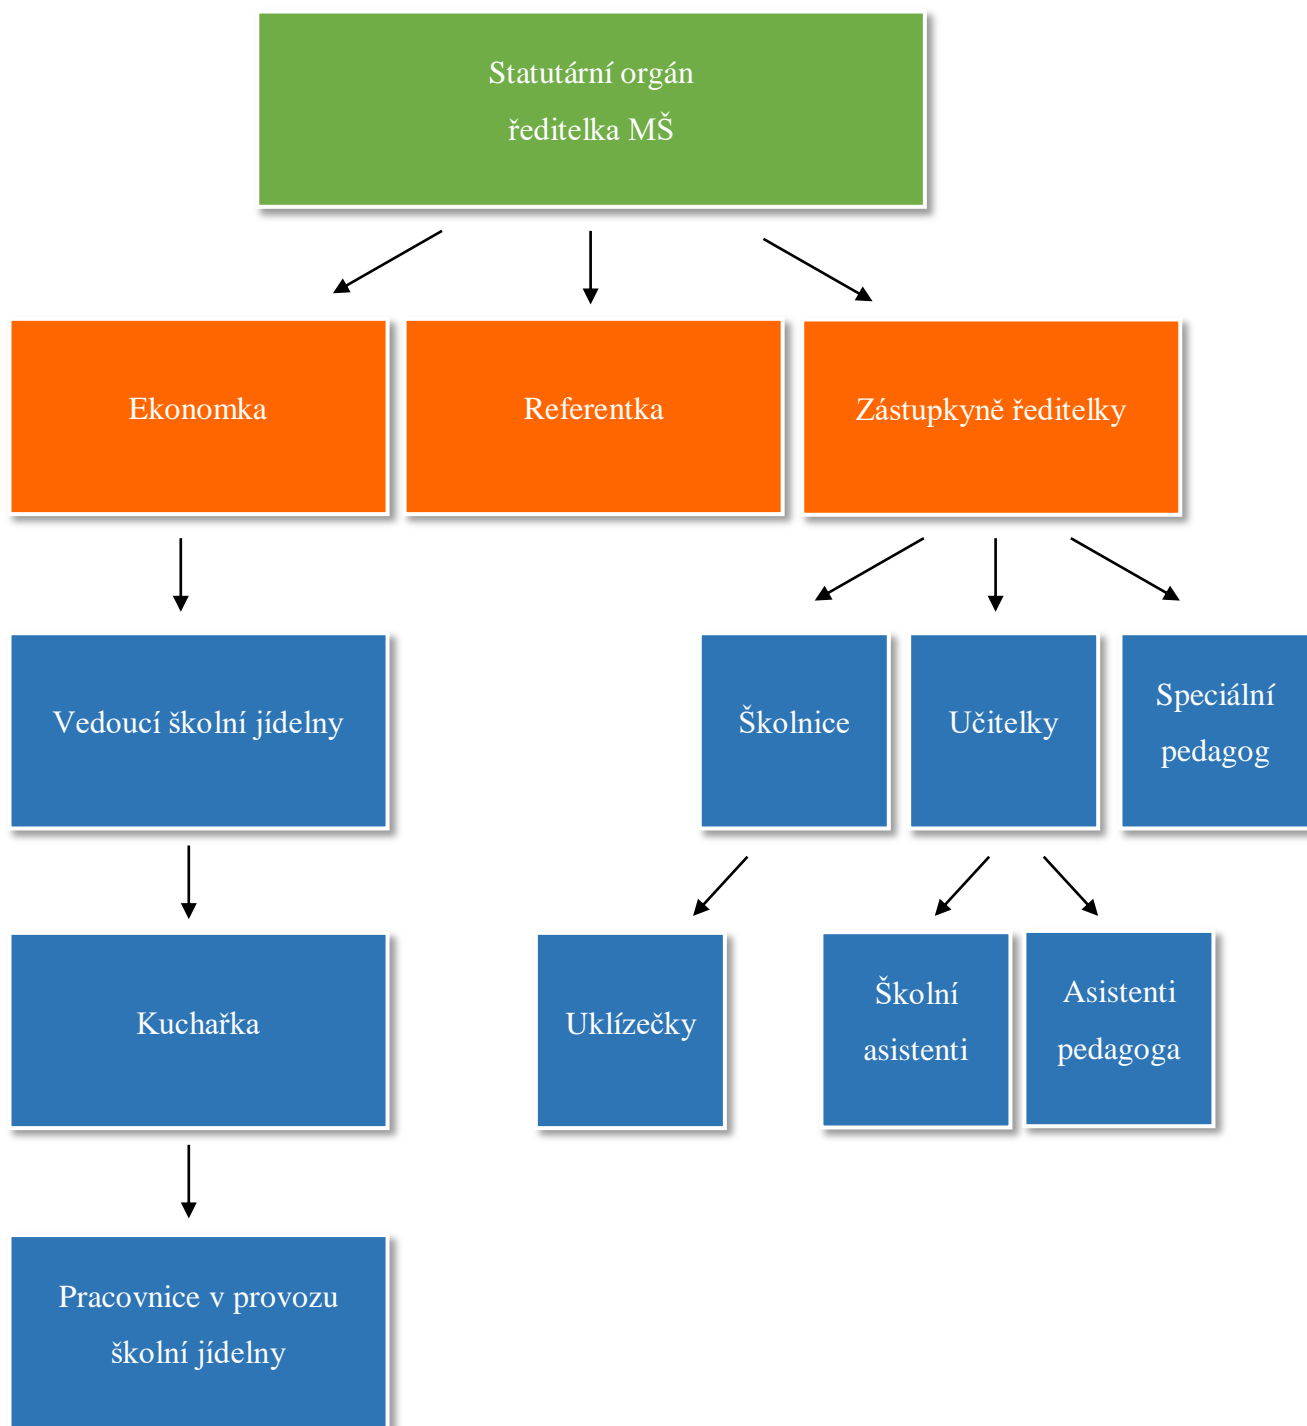 Statutární orgán
ředitelka MŠ
Ekonomka
Referentka
Zástupkyně ředitelky
Vedoucí školní jídelny
Školnice
Učitelky
Speciální
pedagog
Kuchařka
Uklízečky
Školní
asistenti
Asistenti
pedagoga
Pracovnice v provozu
školní jídelny